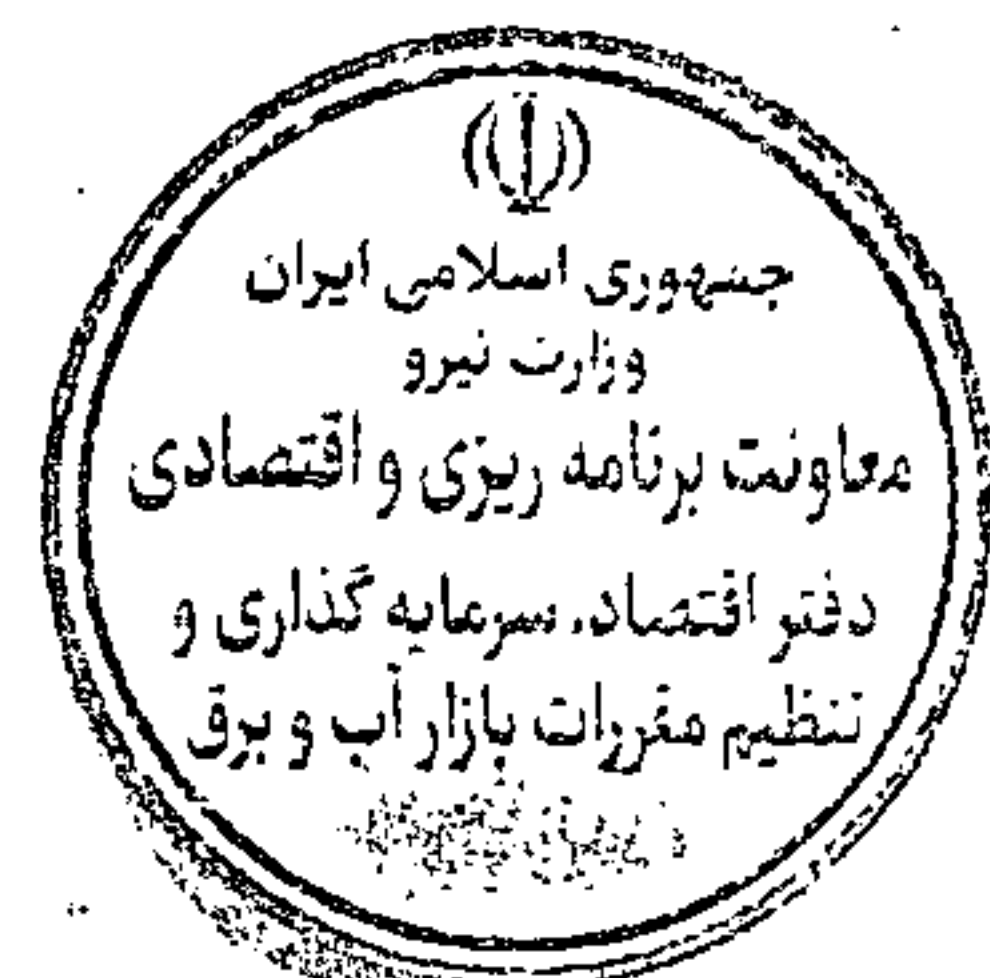 جمهوری اسلامی ایران
وزارت نیرو
معاونت برنامه ریزی و اقتصادی
دفتر اقتصاد، سرمایه گذاری و
تنظیم مقررات بازار آب و برق